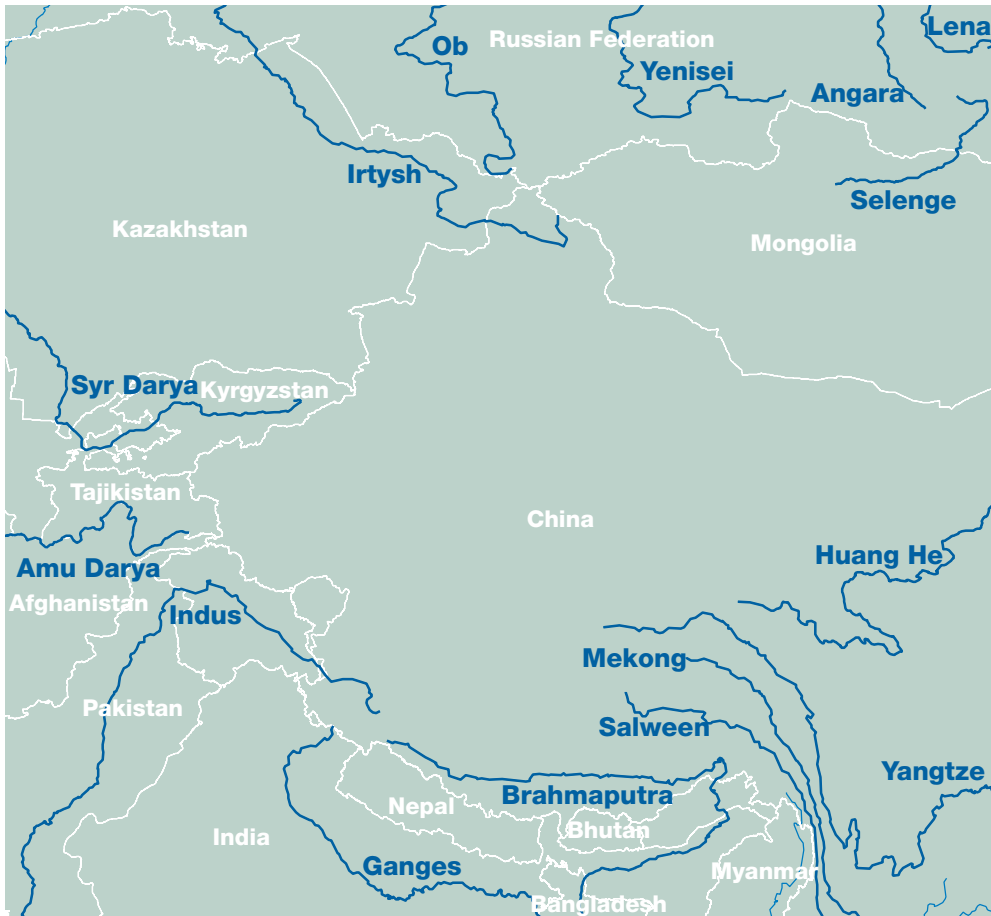 Lena
Ob
Russian Federation
Yenisei
Angara
Irtysh
Selenge
Kazakhstan
Mongolia
Syr Darya
Kyrgyzstan
Tajikistan
China
Huang He
Amu Darya
Afghanistan
Indus
Mekong
Pakistan
Salween
Yangtze
Brahmaputra
Nepal
Bhutan
India
Ganges
Myanmar
Bangladesh